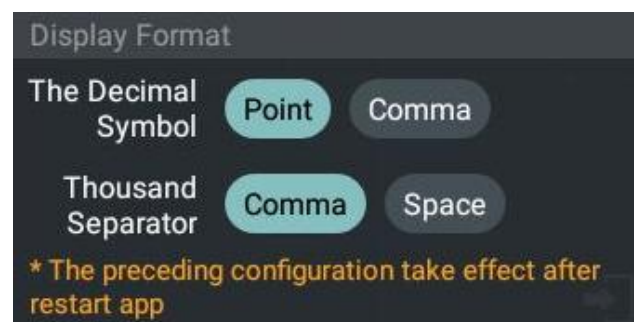 Display Format
The Decimal
Symbol
Point
Comma
Thousand
Separator
Comma
Space
* The preceding configuration take effect after
restart app